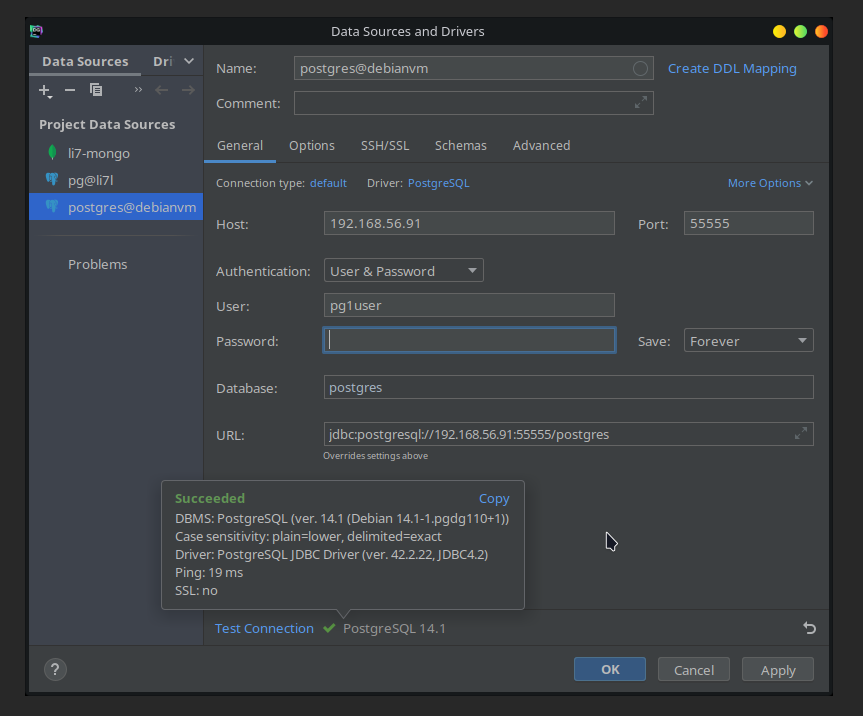 Data Sources and Drivers
Data Sources
Dri
Name:
postgres@debianvm
Create DDL Mapping
Comment:
Project Data Sources
li7-mongo
pg@li7l
postgres@debianvm
Problems
General
Options
SSH/SSL
Schemas
Advanced
Connection type: default
Driver: PostgreSQL
More Options
Host:
192.168.56.91
Port:
55555
Authentication:
User & Password
User:
pg1user
Password:
Save:
Forever
Database:
postgres
URL:
jdbc:postgresql://192.168.56.91:55555/postgres
Overrides settings above
Succeeded
Copy
DBMS: PostgreSQL (ver. 14.1 (Debian 14.1-1.pgdg110+1))
Case sensitivity: plain=lower, delimited=exact
Driver: PostgreSQL JDBC Driver (ver. 42.2.22, JDBC4.2)
Ping: 19 ms
SSL: no
Test Connection
PostgreSQL 14.1
?
OK
Cancel
Apply